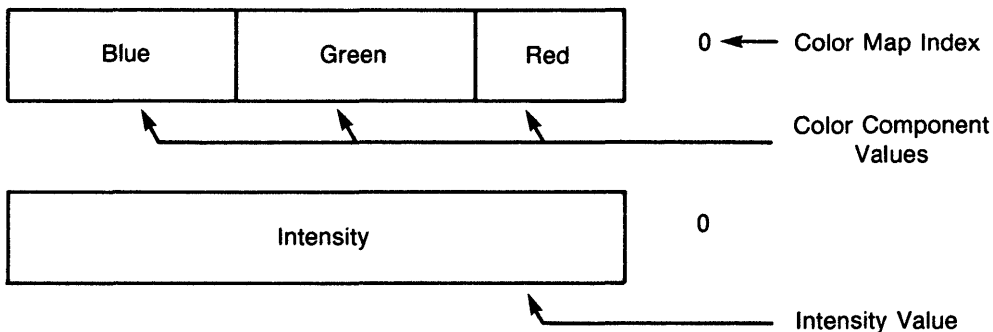 Blue Green Red 0 Color Map Index
Color Component
Values
Intensity 0
Intensity Value